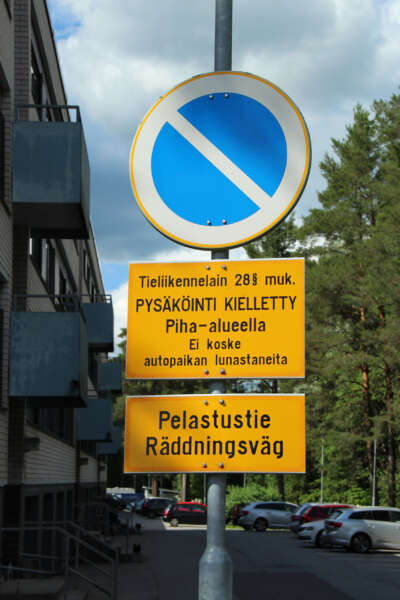 Tieliikennelain 28§ muk.
PYSÄKÖINTI KIELLETTY
Piha-alueella
Ei koske
autopaikan lunastaneita
Pelastustie
Räddningsväg